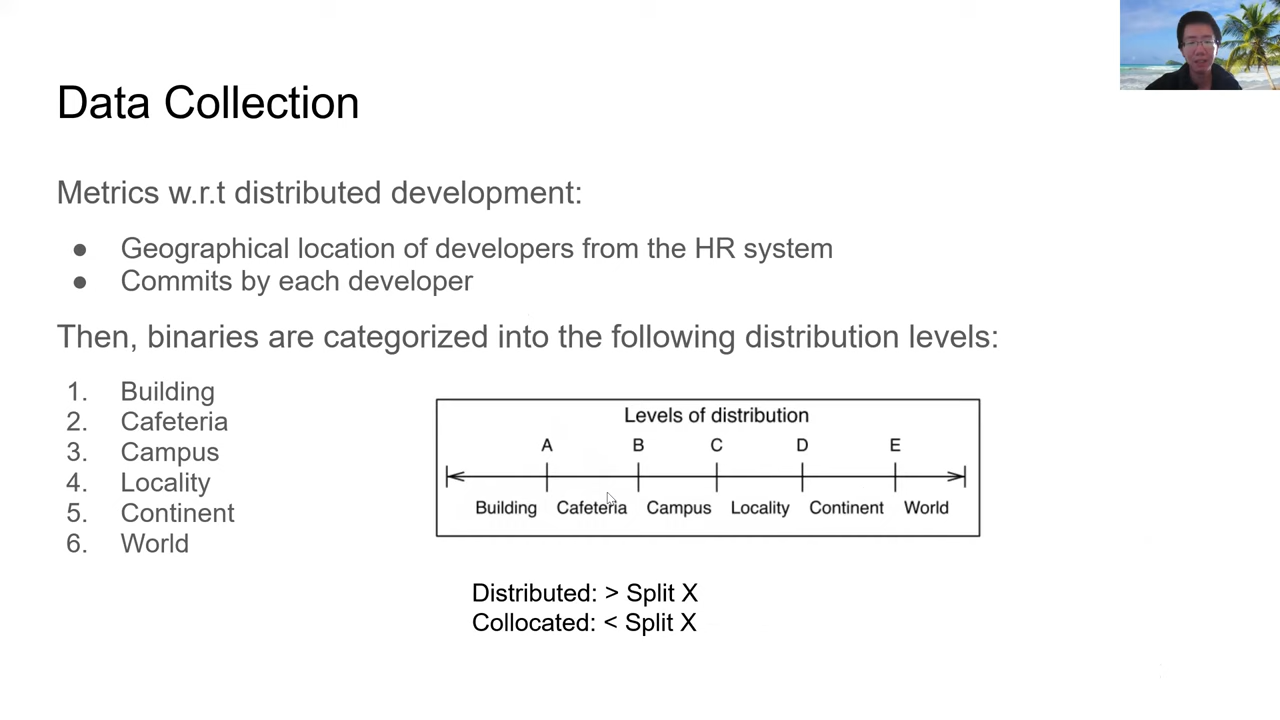 Data Collection
Metrics w.r.t distributed development:
● Geographical location of developers from the HR system
● Commits by each developer
Then, binaries are categorized into the following distribution levels:
1. Building
2. Cafeteria
3. Campus
4. Locality
5. Continent
6. World
Levels of distribution
A B C D E
Building Cafeteria Campus Locality Continent World
Distributed: > Split X
Collocated: < Split X